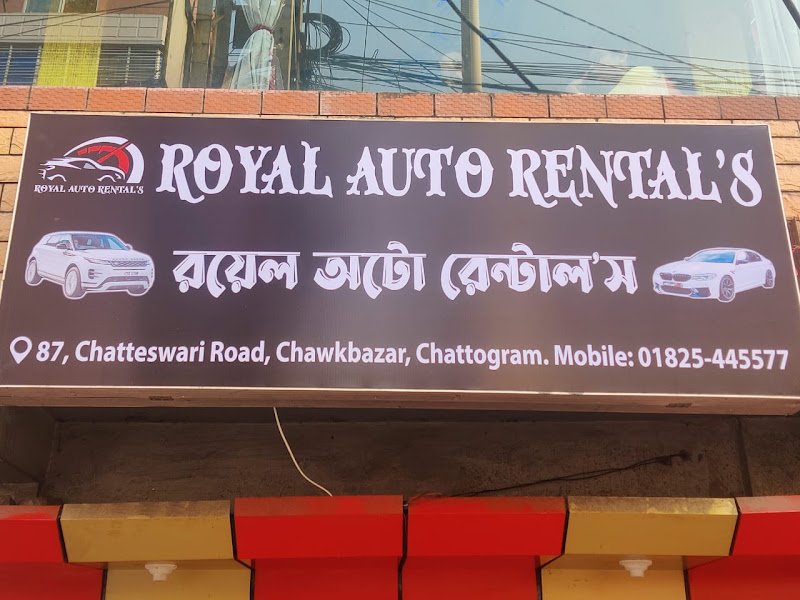 ROYAL AUTO RENTAL'S
ROYAL AUTO RENTAL'S
রয়েল অটো রেন্টাল'স
87, Chatteswari Road, Chawkbazar, Chattogram. Mobile: 01825-445577